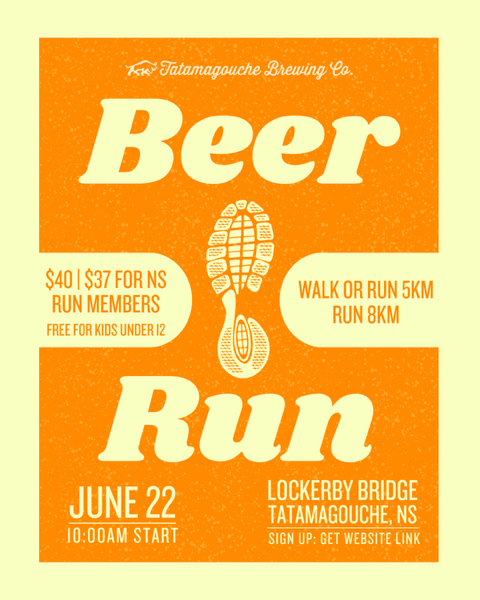 Tatamagouche Brewing Co.
Beer
$40 | $37 FOR NS
RUN MEMBERS
FREE FOR KIDS UNDER 12
WALK OR RUN 5KM
RUN 8KM
Run
JUNE 22
10:00AM START
LOCKERBY BRIDGE
TATAMAGOUCHE, NS
SIGN UP: GET WEBSITE LINK